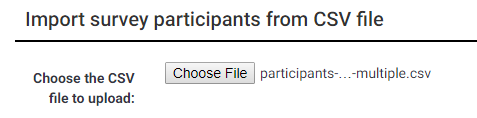 Import survey participants from CSV file
Choose the CSV Choose File participants-...-multiple.csv
file to upload: